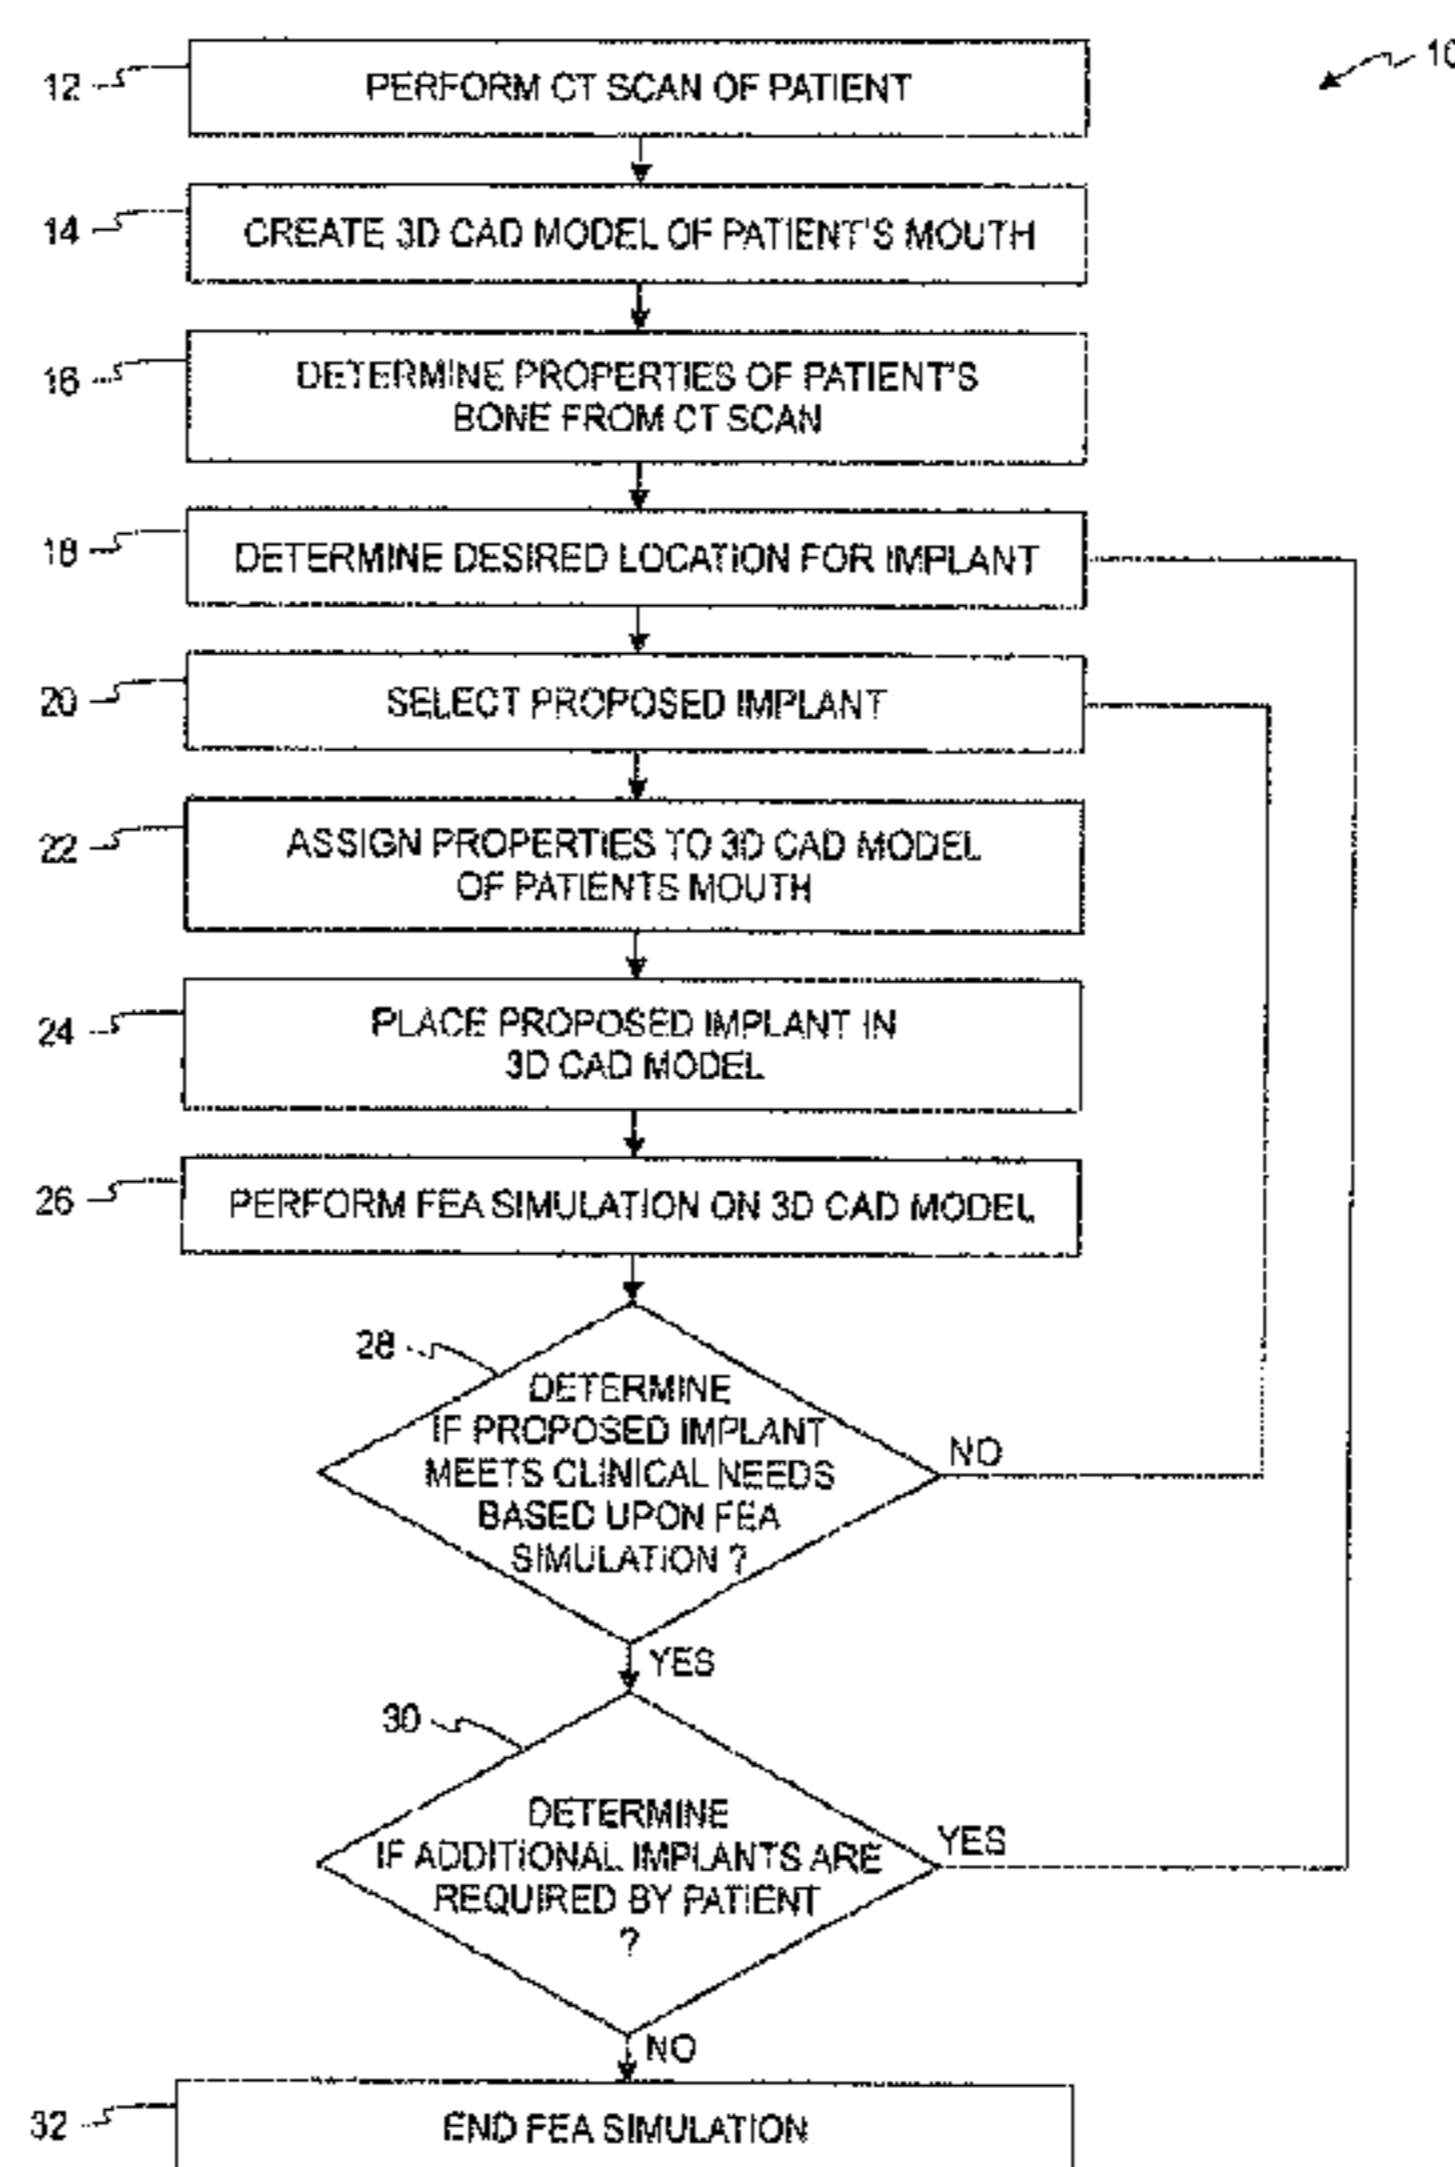 10
12
PERFORM CT SCAN OF PATIENT
14
CREATE 3D CAD MODEL OF PATIENT'S MOUTH
16
DETERMINE PROPERTIES OF PATIENT'S
BONE FROM CT SCAN
18
DETERMINE DESIRED LOCATION FOR IMPLANT
20
SELECT PROPOSED IMPLANT
22
ASSIGN PROPERTIES TO 3D CAD MODEL
OF PATIENTS MOUTH
24
PLACE PROPOSED IMPLANT IN
3D CAD MODEL
26
PERFORM FEA SIMULATION ON 3D CAD MODEL
28
DETERMINE
IF PROPOSED IMPLANT
MEETS CLINICAL NEEDS
BASED UPON FEA
SIMULATION ?
NO
YES
30
DETERMINE
IF ADDITIONAL IMPLANTS ARE
REQUIRED BY PATIENT
?
YES
NO
32
END FEA SIMULATION